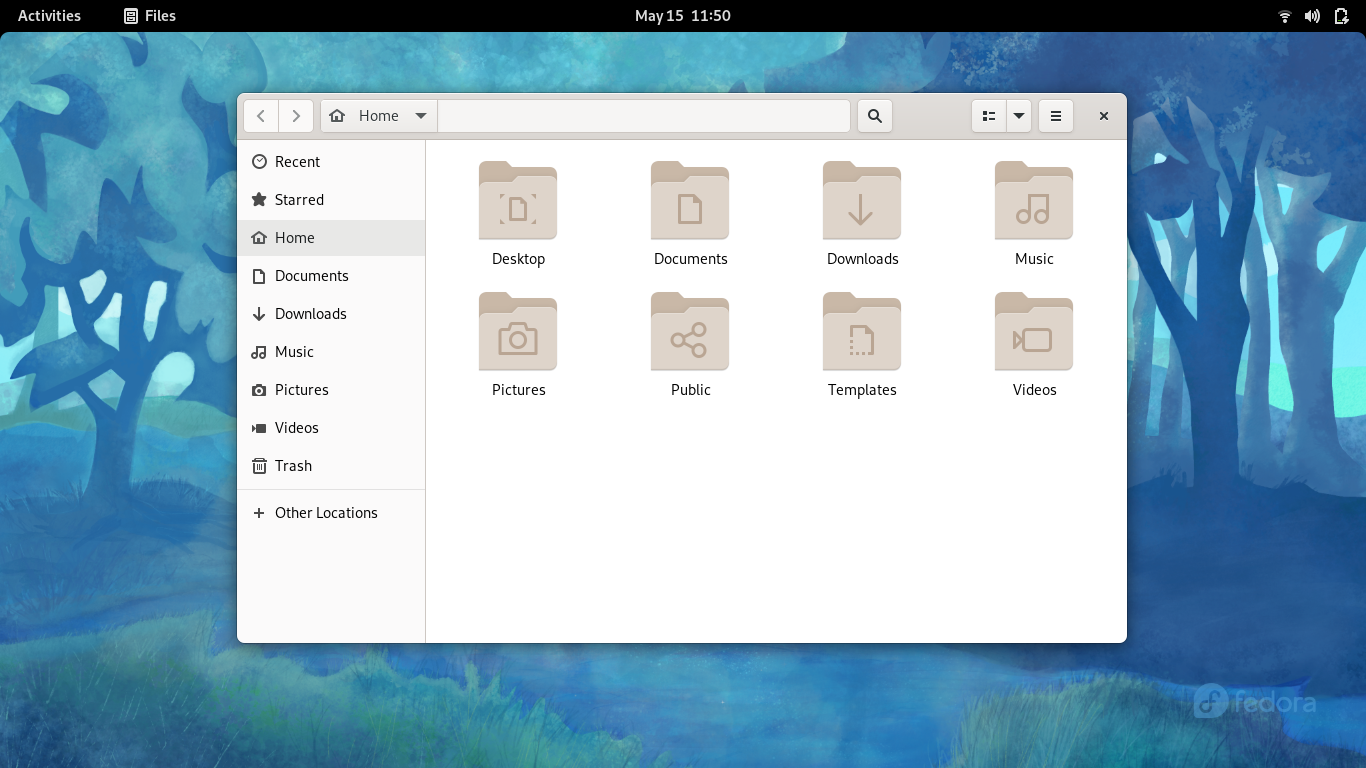 Activities Files May 15 11:50
Home
Recent
Starred
Home
Documents
Downloads
Music
Pictures
Videos
Trash
Other Locations
Desktop Documents Downloads Music
Pictures Public Templates Videos
fedora